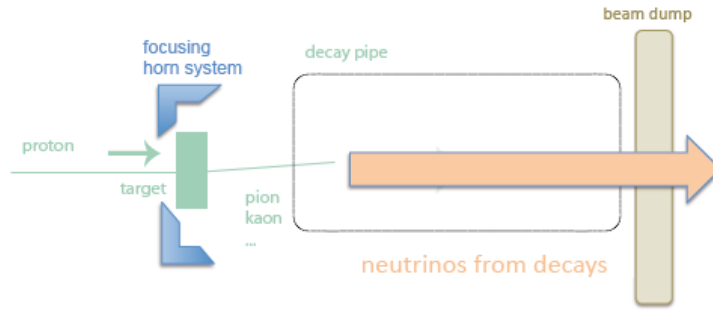 beam dump
focusing
horn system
decay pipe
proton
target
pion
kaon
...
neutrinos from decays